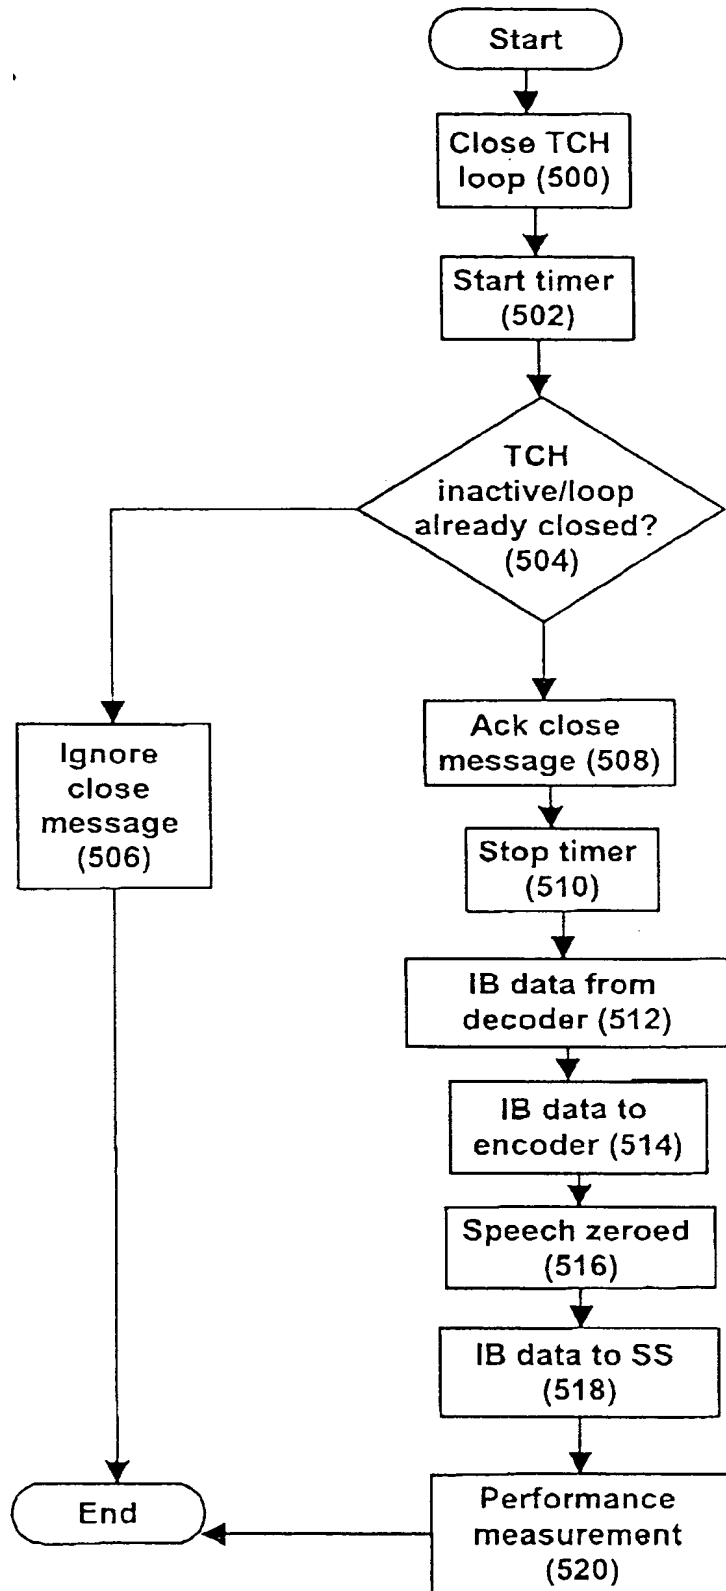 Start
Close TCH
loop (500)
Start timer
(502)
TCH
inactive/loop
already closed?
(504)
Ignore
close
message
(506)
Ack close
message (508)
Stop timer
(510)
IB data from
decoder (512)
IB data to
encoder (514)
Speech zeroed
(516)
IB data to SS
(518)
Performance
measurement
(520)
End